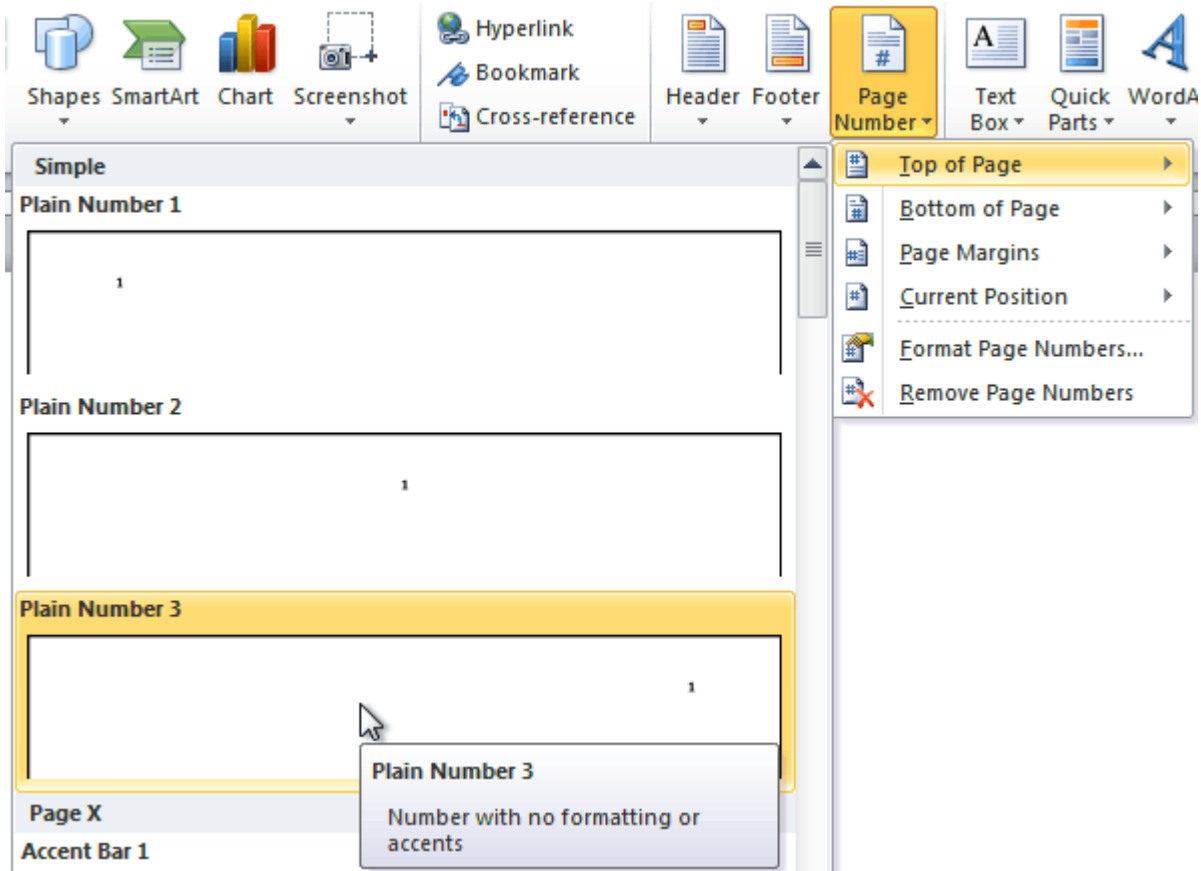 Hyperlink
Bookmark
Cross-reference
Shapes SmartArt Chart Screenshot
Header Footer
Page
Number
#
A
Text
Box
Quick
Parts
WordA
Simple
Plain Number 1
1
Plain Number 2
1
Plain Number 3
1
Plain Number 3
Number with no formatting or
accents
Page X
Accent Bar 1
Top of Page
Bottom of Page
Page Margins
Current Position
Format Page Numbers...
Remove Page Numbers